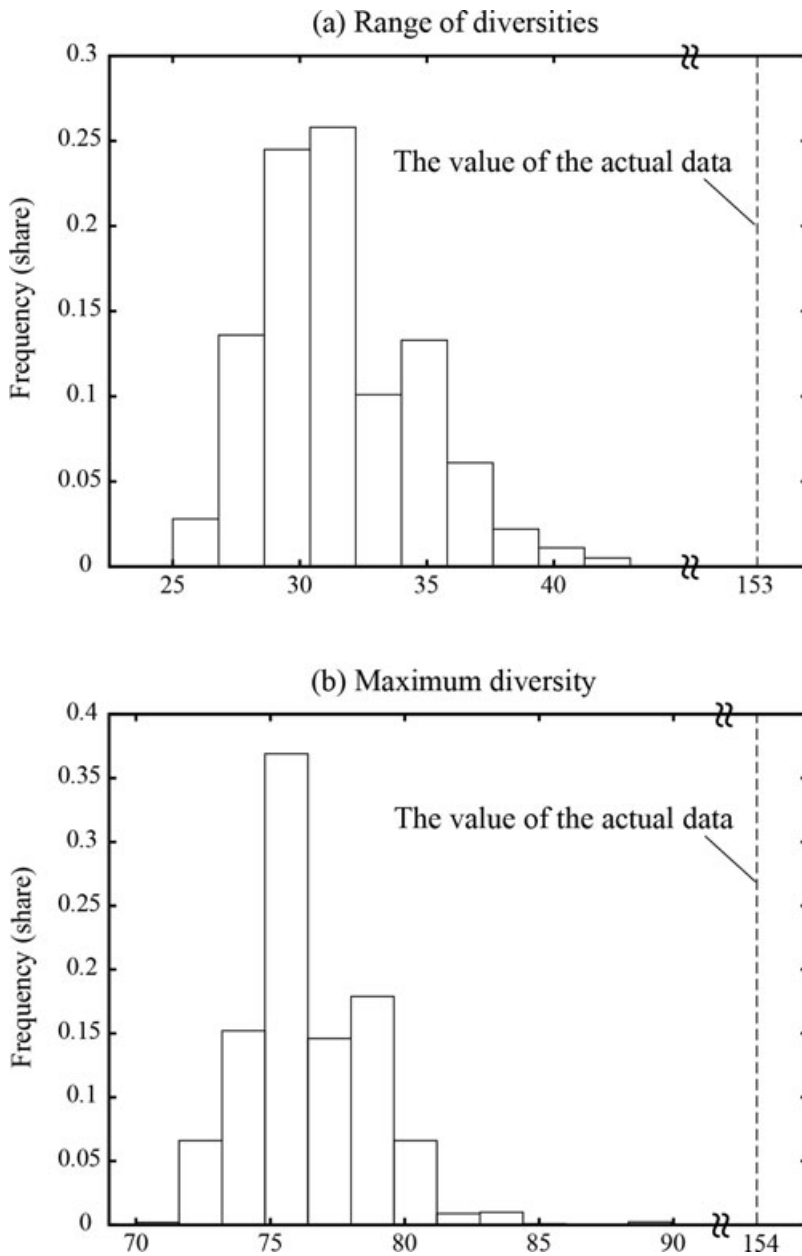 (a) Range of diversities
0.3
0.25
0.2
0.15
0.1
0.05
0
Frequency (share)
The value of the actual data
25 30 35 40 153
(b) Maximum diversity
0.4
0.35
0.3
0.25
0.2
0.15
0.1
0.05
0
Frequency (share)
The value of the actual data
70 75 80 85 90 154